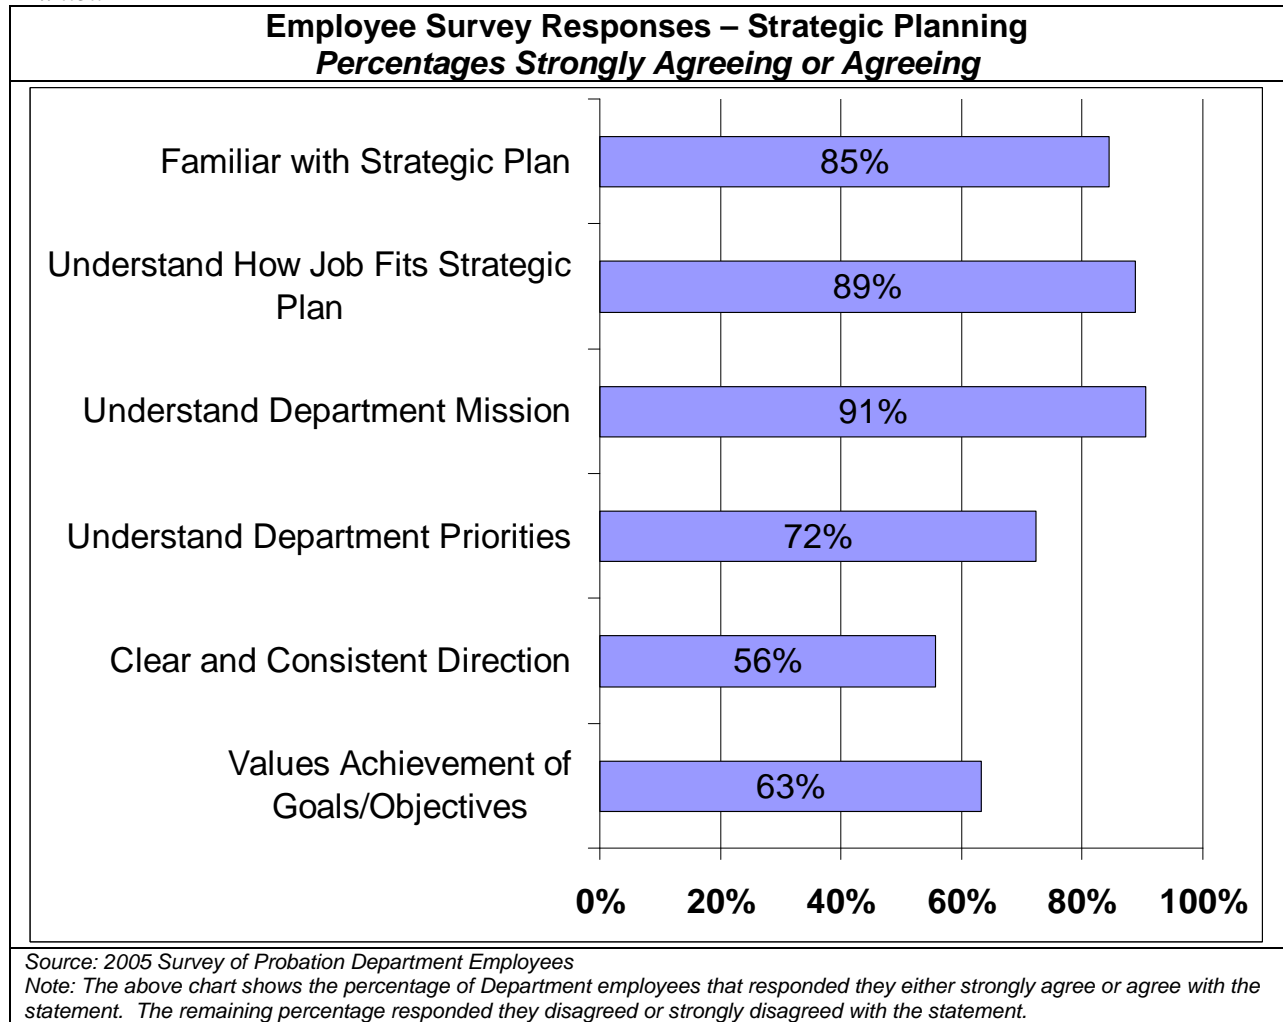 Employee Survey Responses – Strategic Planning
Percentages Strongly Agreeing or Agreeing
Familiar with Strategic Plan
85%
Understand How Job Fits Strategic
Plan
89%
Understand Department Mission
91%
Understand Department Priorities
72%
Clear and Consistent Direction
56%
Values Achievement of
Goals/Objectives
63%
0% 20% 40% 60% 80% 100%
Source: 2005 Survey of Probation Department Employees
Note: The above chart shows the percentage of Department employees that responded they either strongly agree or agree with the
statement.  The remaining percentage responded they disagreed or strongly disagreed with the statement.